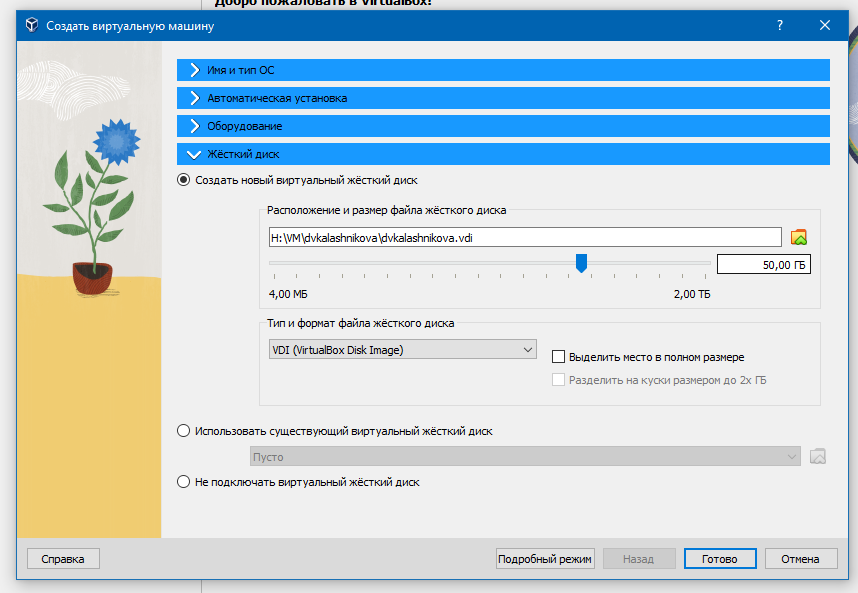 Добро пожаловать в VirtualBox!
Создать виртуальную машину
Имя и тип ОС
Автоматическая установка
Оборудование
Жёсткий диск
Создать новый виртуальный жёсткий диск
Расположение и размер файла жёсткого диска
H:\VM\dvkalashnikova\dvkalashnikova.vdi
50,00 ГБ
4,00 МБ 2,00 ТБ
Тип и формат файла жёсткого диска
VDI (VirtualBox Disk Image)
Выделить место в полном размере
Разделить на куски размером до 2х ГБ
Использовать существующий виртуальный жёсткий диск
Пусто
Не подключать виртуальный жёсткий диск
Справка Подробный режим Назад Готово Отмена